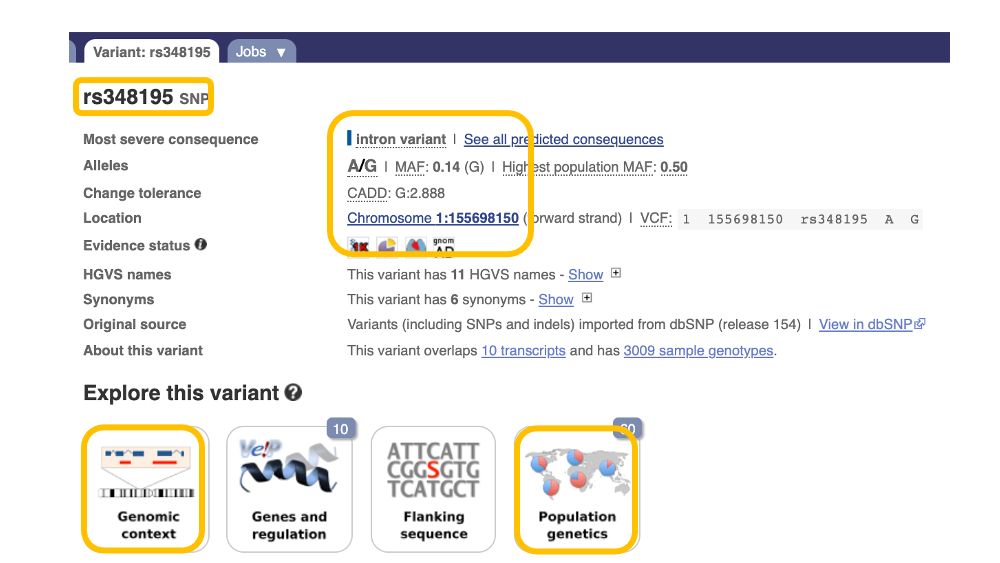 Variant: rs348195 Jobs ▼
rs348195 SNP
Most severe consequence intron variant | See all predicted consequences
Alleles A/G | MAF: 0.14 (G) | Highest population MAF: 0.50
Change tolerance CADD: G:2.888
Location Chromosome 1:155698150 (forward strand) | VCF: 1 155698150 rs348195 A G
Evidence status i 1K gnom AD
HGVS names This variant has 11 HGVS names - Show +
Synonyms This variant has 6 synonyms - Show +
Original source Variants (including SNPs and indels) imported from dbSNP (release 154) | View in dbSNP
About this variant This variant overlaps 10 transcripts and has 3009 sample genotypes.
Explore this variant ?
10
Ve!P
ATTCATT
CGGSGTG
TCATGCT
Genomic context
Genes and regulation
Flanking sequence
Population genetics